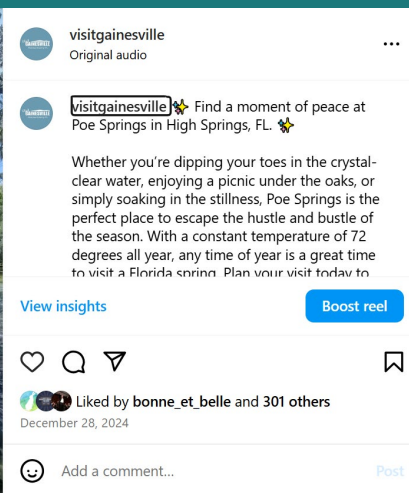 visitgainesville
Original audio
visitgainesville ✨ Find a moment of peace at
Poe Springs in High Springs, FL. ✨
Whether you’re dipping your toes in the crystal-
clear water, enjoying a picnic under the oaks, or
simply soaking in the stillness, Poe Springs is the
perfect place to escape the hustle and bustle of
the season. With a constant temperature of 72
degrees all year, any time of year is a great time
to visit a Florida spring. Plan your visit today to
View insights
Boost reel
Liked by bonne_et_belle and 301 others
December 28, 2024
Add a comment...
Post